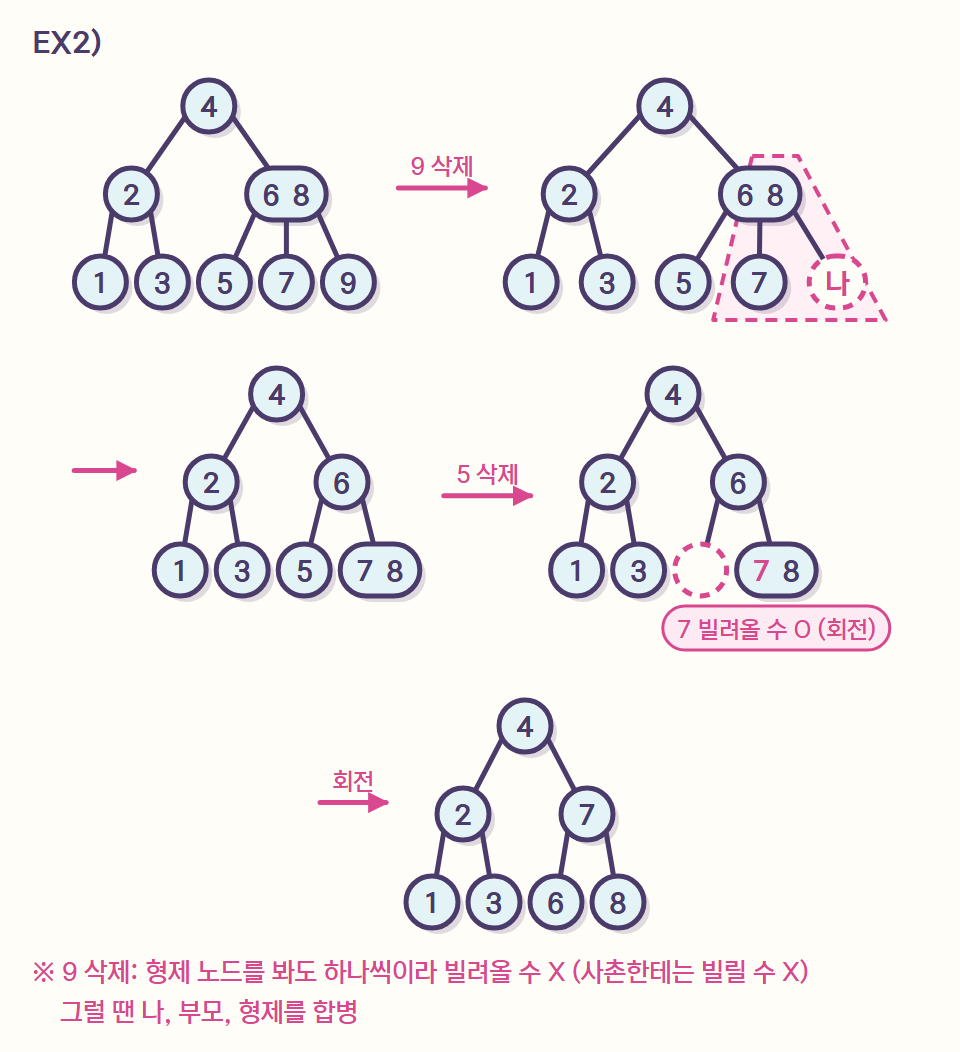 EX2)
4
2
6 8
1 3 5 7 9
9 삭제
4
2
6 8
1 3 5 7 나
4
2 6
1 3 5 7 8
5 삭제
4
2 6
1 3 7 8
7 빌려올 수 O (회전)
회전
4
2 7
1 3 6 8
※ 9 삭제: 형제 노드를 봐도 하나씩이라 빌려올 수 X (사촌한테는 빌릴 수 X)
그럴 땐 나, 부모, 형제를 합병